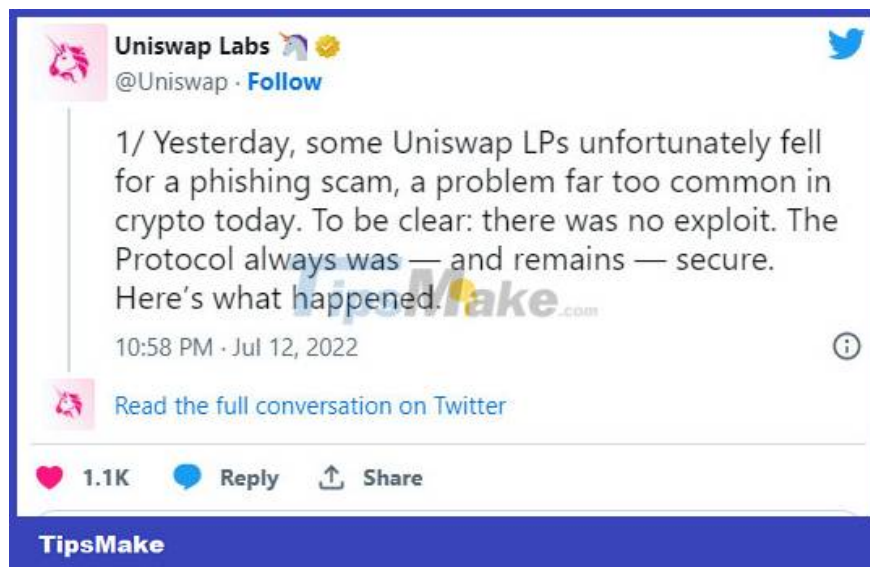 Uniswap Labs
@Uniswap · Follow
1/ Yesterday, some Uniswap LPs unfortunately fell
for a phishing scam, a problem far too common in
crypto today. To be clear: there was no exploit. The
Protocol always was — and remains — secure.
Here’s what happened.
TipsMake.com
10:58 PM · Jul 12, 2022
Read the full conversation on Twitter
1.1K Reply Share
TipsMake